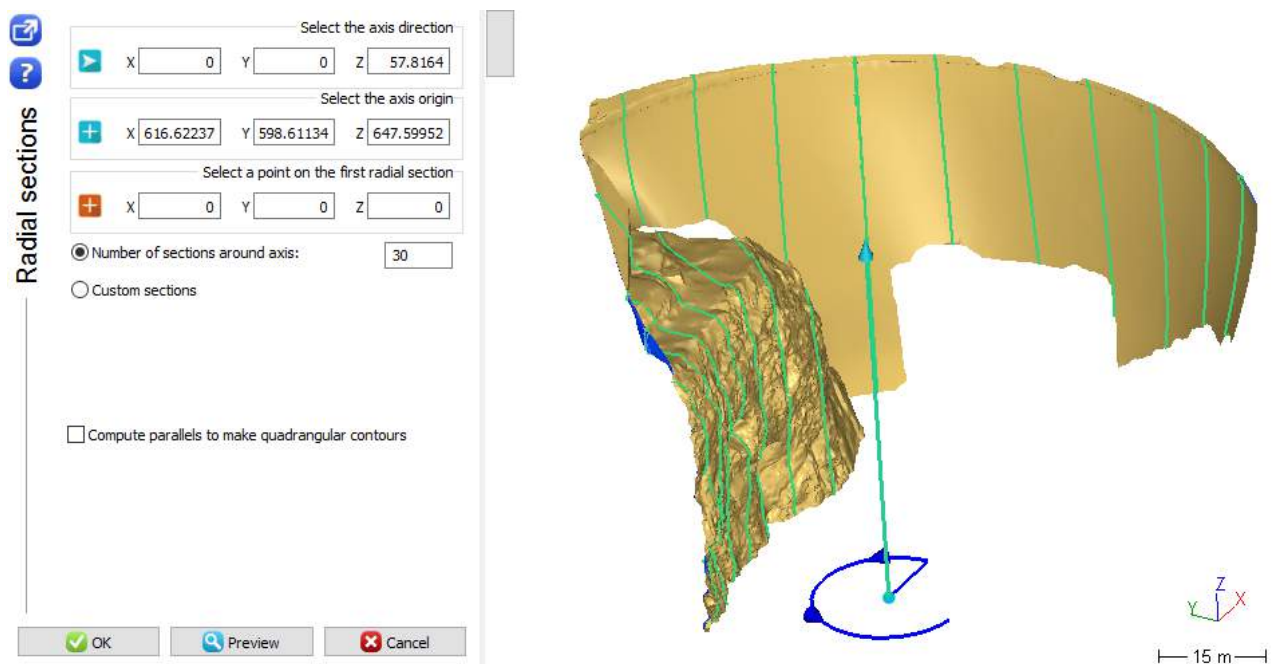 Radial sections
Select the axis direction
X 0 Y 0 Z 57.8164
Select the axis origin
X 616.62237 Y 598.61134 Z 647.59952
Select a point on the first radial section
X 0 Y 0 Z 0
Number of sections around axis: 30
Custom sections
Compute parallels to make quadrangular contours
OK Preview Cancel
Z
Y X
15 m